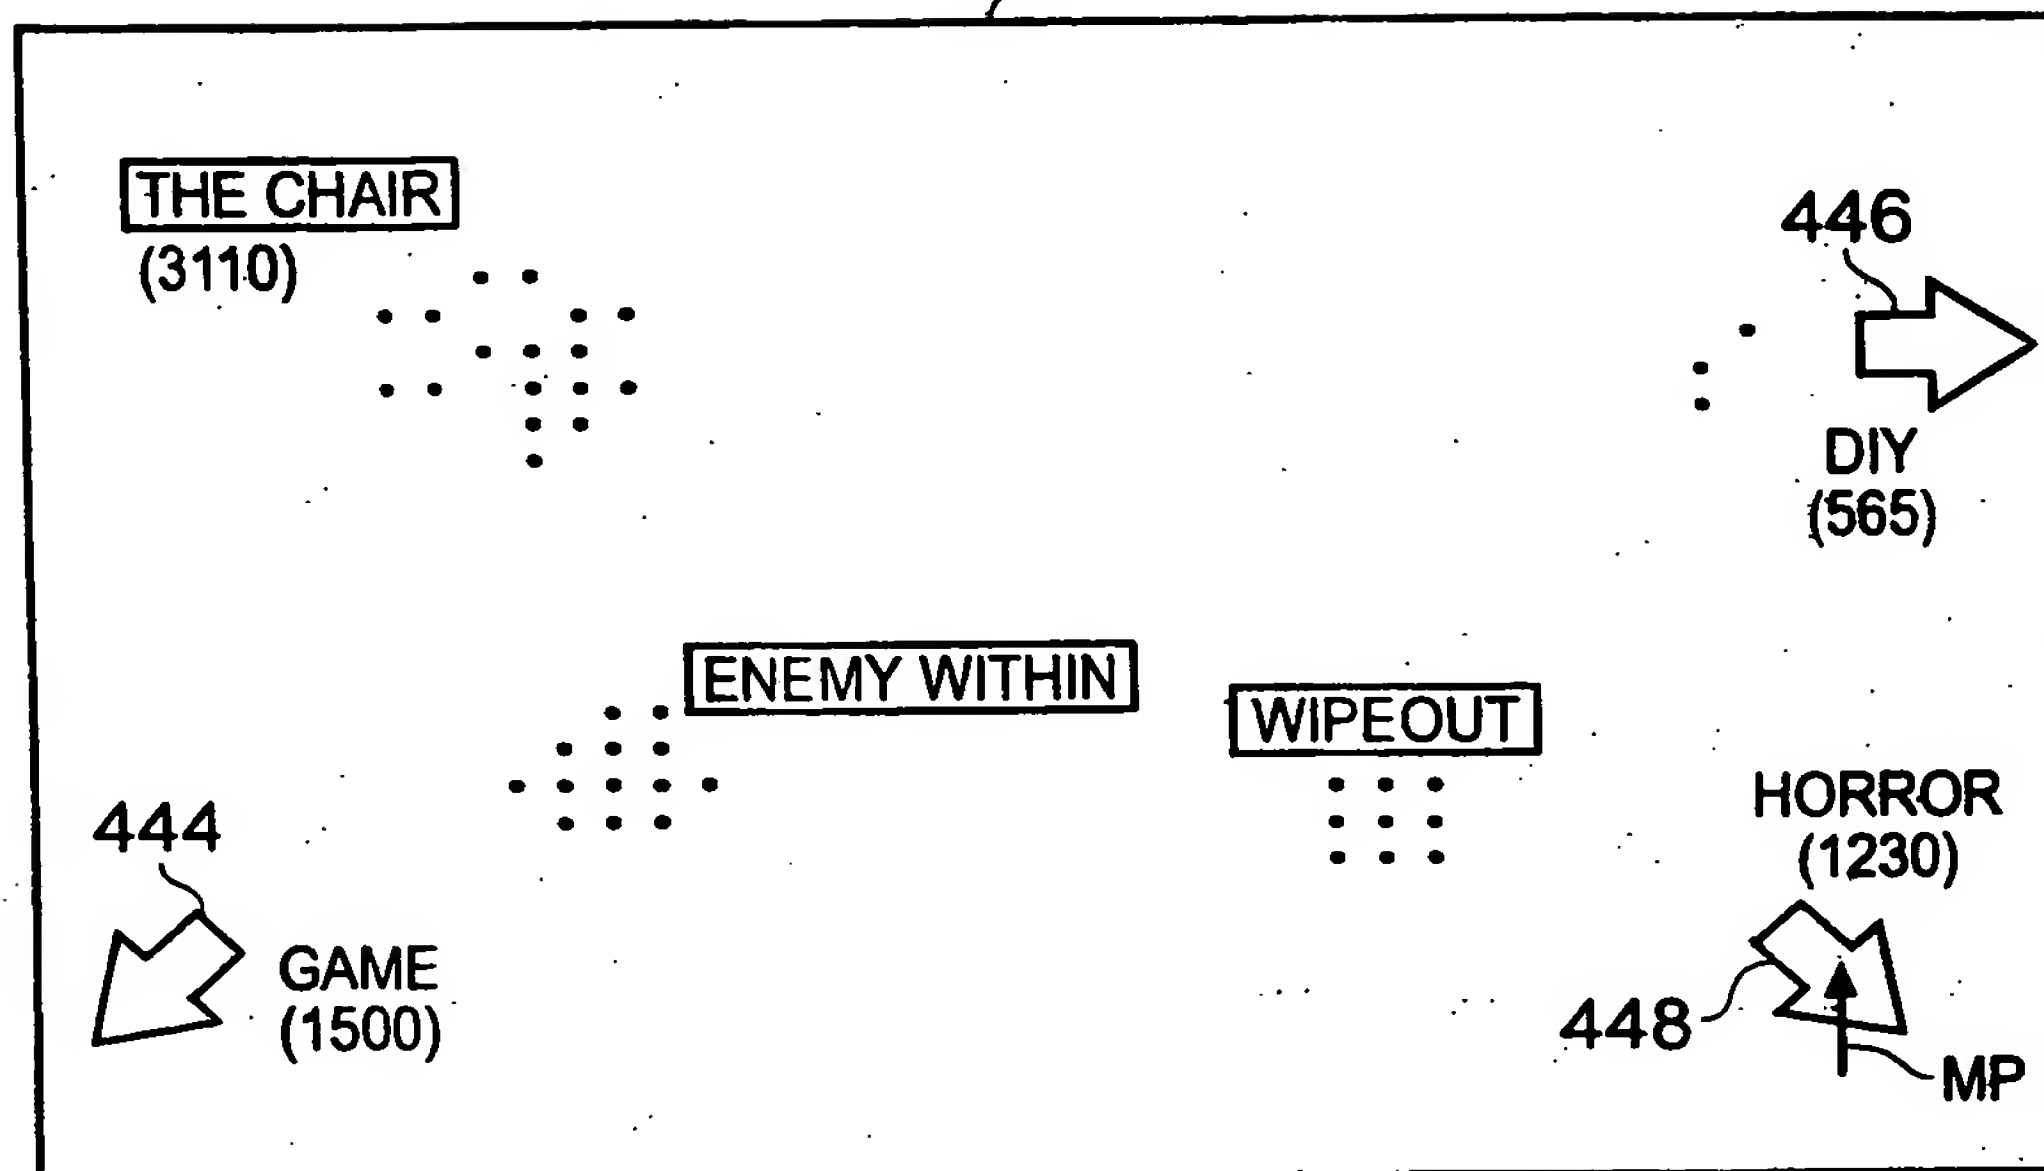 THE CHAIR
(3110)
446
DIY
(565)
ENEMY WITHIN
WIPEOUT
HORROR
(1230)
444
GAME
(1500)
448
MP